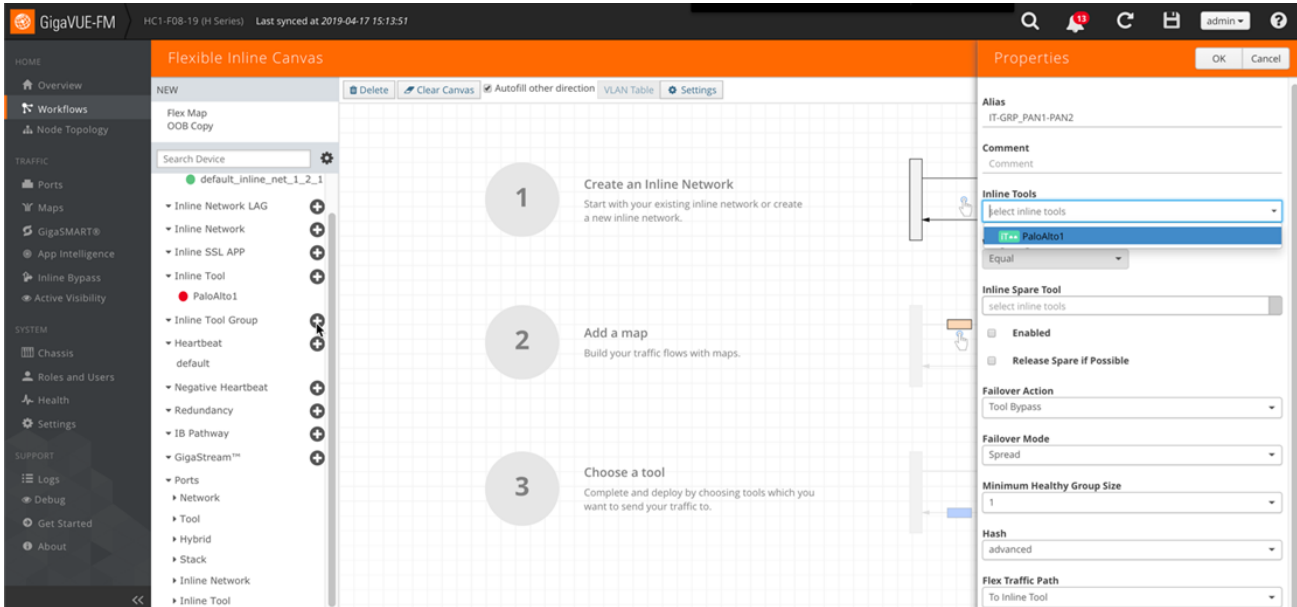 GigaVUE-FM
HC1-F08-19 (H Series) Last synced at 2019-04-17 15:13:51
13
admin
HOME
Overview
Workflows
Node Topology
TRAFFIC
Ports
Maps
GigaSMART®
App Intelligence
Inline Bypass
Active Visibility
SYSTEM
Chassis
Roles and Users
Health
Settings
SUPPORT
Logs
Debug
Get Started
About
<<
Flexible Inline Canvas
NEW
Flex Map
OOB Copy
Search Device
default_inline_net_1_2_1
Inline Network LAG
Inline Network
Inline SSL APP
Inline Tool
PaloAlto1
Inline Tool Group
Heartbeat
default
Negative Heartbeat
Redundancy
IB Pathway
GigaStream™
Ports
Network
Tool
Hybrid
Stack
Inline Network
Inline Tool
Delete Clear Canvas Autofill other direction VLAN Table Settings
1
Create an Inline Network
Start with your existing inline network or create
a new inline network.
2
Add a map
Build your traffic flows with maps.
3
Choose a tool
Complete and deploy by choosing tools which you
want to send your traffic to.
Properties
OK Cancel
Alias
IT-GRP_PAN1-PAN2
Comment
Comment
Inline Tools
select inline tools
PaloAlto1
Equal
Inline Spare Tool
select inline tools
Enabled
Release Spare if Possible
Failover Action
Tool Bypass
Failover Mode
Spread
Minimum Healthy Group Size
1
Hash
advanced
Flex Traffic Path
To Inline Tool